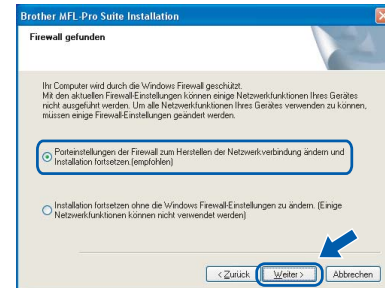 Brother MFL-Pro Suite Installation
Firewall gefunden
Ihr Computer wird durch die Windows Firewall geschützt.
Mit den aktuellen Firewall-Einstellungen können einige Netzwerkfunktionen Ihres Gerätes
nicht ausgeführt werden. Um alle Netzwerkfunktionen Ihres Gerätes verwenden zu können,
müssen einige Firewall-Einstellungen geändert werden.
Porteinstellungen der Firewall zum Herstellen der Netzwerkverbindung ändern und
Installation fortsetzen.(empfohlen)
Installation fortsetzen ohne die Windows Firewall-Einstellungen zu ändern. (Einige
Netzwerkfunktionen können nicht verwendet werden)
< Zurück Weiter > Abbrechen